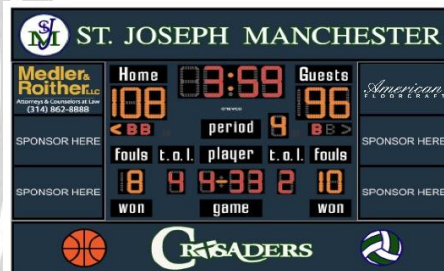 SJM ST. JOSEPH MANCHESTER
Medler&
Roither,LLC
Attorneys & Counselors at Law
(314) 862-8888
SPONSOR HERE
SPONSOR HERE
Home 3:59 Guests
108 96
<BB period 4 BB>
fouls t.o.l. player t.o.l. fouls
8 4 4-33 2 10
won game won
American
FLOORCRAFT
SPONSOR HERE
SPONSOR HERE
CRUSADERS